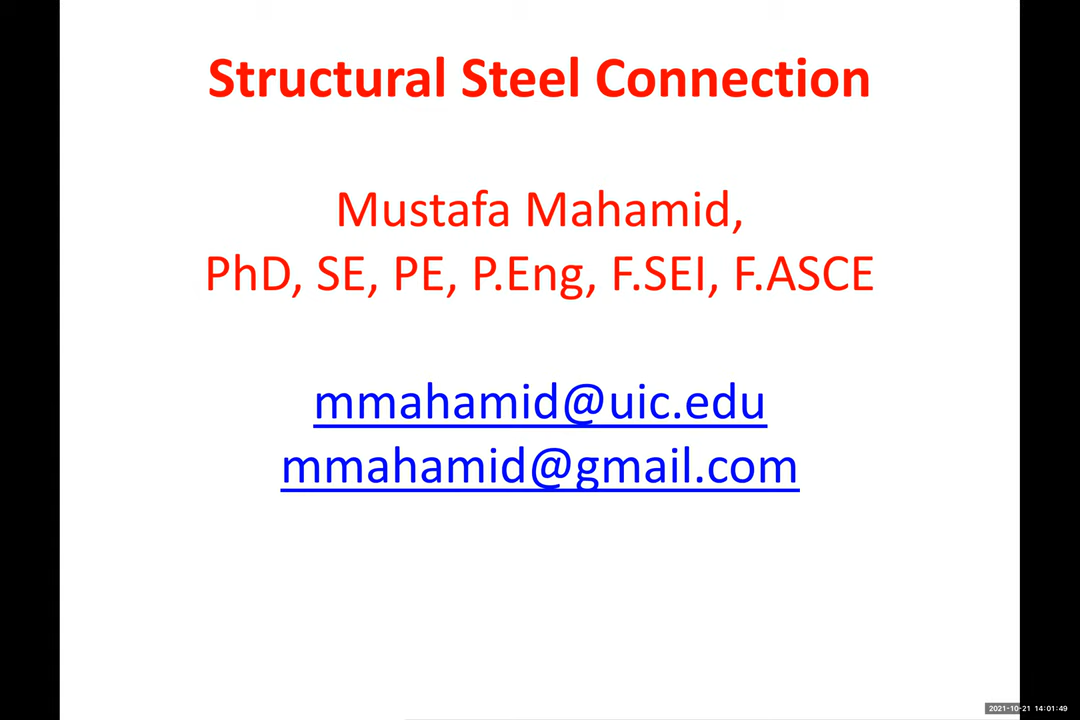 Structural Steel Connection
Mustafa Mahamid,
PhD, SE, PE, P.Eng, F.SEI, F.ASCE
mmahamid@uic.edu
mmahamid@gmail.com
2021-10-21 14:01:49